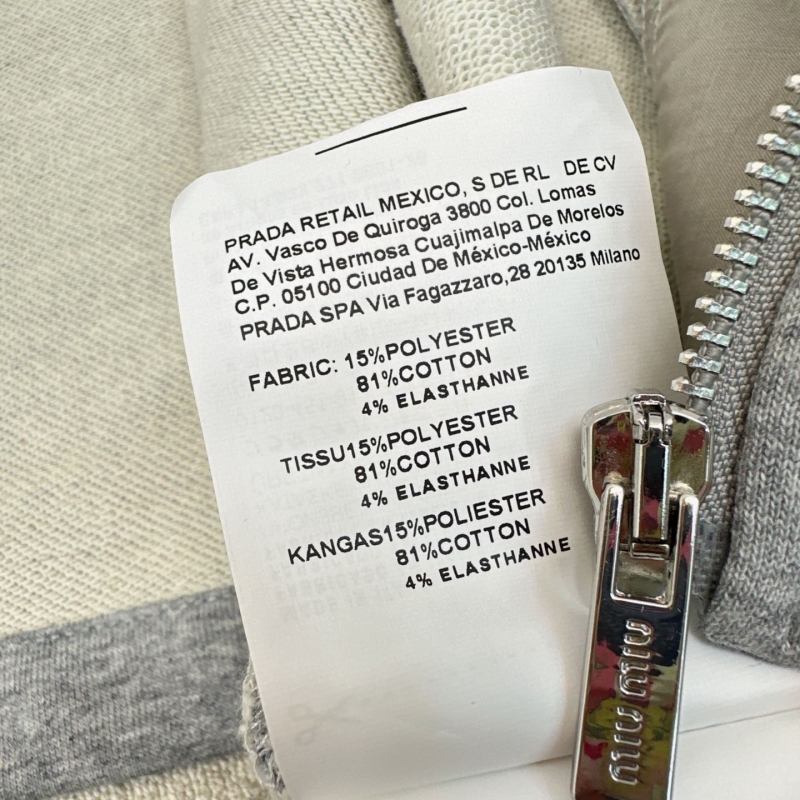 PRADA RETAIL MEXICO, S DE RL DE CV
AV. Vasco De Quiroga 3800 Col. Lomas
De Vista Hermosa Cuajimalpa De Morelos
C.P. 05100 Ciudad De México-México
PRADA SPA Via Fagazzaro,28 20135 Milano
FABRIC: 15%POLYESTER
81%COTTON
4% ELASTHANNE
TISSU15%POLYESTER
81%COTTON
4% ELASTHANNE
KANGAS15%POLIESTER
81%COTTON
4% ELASTHANNE
miu miu